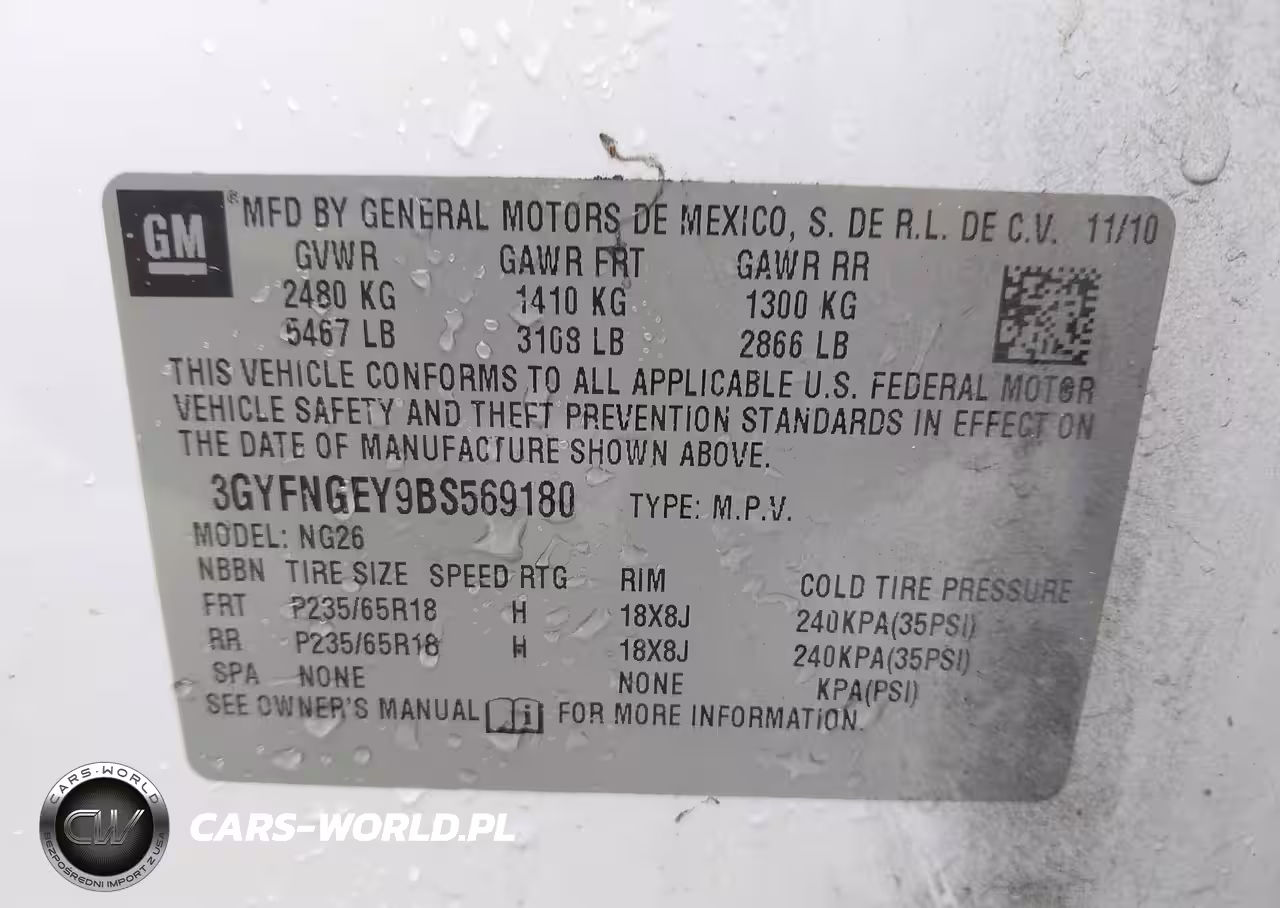 GM ® MFD BY GENERAL MOTORS DE MEXICO, S. DE R.L. DE C.V. 11/10
GVWR GAWR FRT GAWR RR
2480 KG 1410 KG 1300 KG
5467 LB 3108 LB 2866 LB
THIS VEHICLE CONFORMS TO ALL APPLICABLE U.S. FEDERAL MOTOR
VEHICLE SAFETY AND THEFT PREVENTION STANDARDS IN EFFECT ON
THE DATE OF MANUFACTURE SHOWN ABOVE.
3GYFNGEY9BS569180 TYPE: M.P.V.
MODEL: NG26
NBBN TIRE SIZE SPEED RTG RIM COLD TIRE PRESSURE
FRT P235/65R18 H 18X8J 240KPA(35PSI)
RR P235/65R18 H 18X8J 240KPA(35PSI)
SPA NONE NONE KPA(PSI)
SEE OWNER'S MANUAL i FOR MORE INFORMATION.
CARS-WORLD
CW
BEZPOŚREDNI IMPORT Z USA
CARS-WORLD.PL